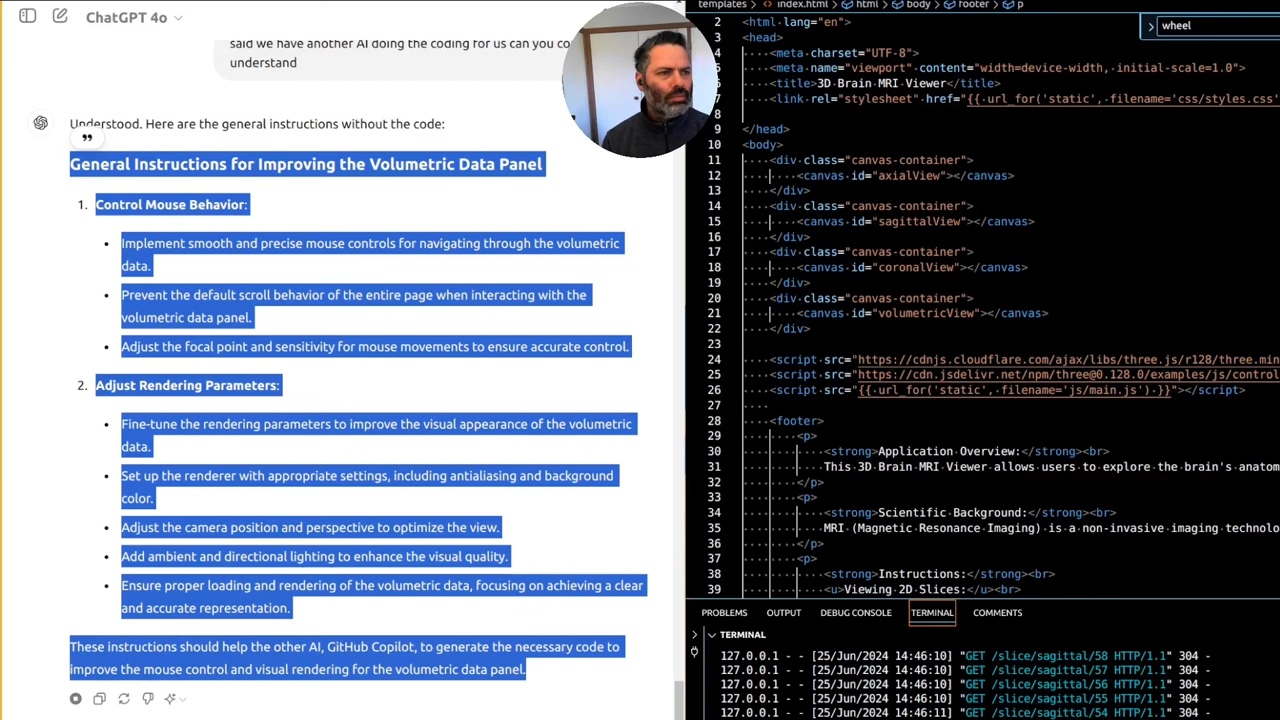 ChatGPT 4o
said we have another AI doing the coding for us can you co
understand
Understood. Here are the general instructions without the code:
General Instructions for Improving the Volumetric Data Panel
1. Control Mouse Behavior:
• Implement smooth and precise mouse controls for navigating through the volumetric
data.
• Prevent the default scroll behavior of the entire page when interacting with the
volumetric data panel.
• Adjust the focal point and sensitivity for mouse movements to ensure accurate control.
2. Adjust Rendering Parameters:
• Fine-tune the rendering parameters to improve the visual appearance of the volumetric
data.
• Set up the renderer with appropriate settings, including antialiasing and background
color.
• Adjust the camera position and perspective to optimize the view.
• Add ambient and directional lighting to enhance the visual quality.
• Ensure proper loading and rendering of the volumetric data, focusing on achieving a clear
and accurate representation.
These instructions should help the other AI, GitHub Copilot, to generate the necessary code to
improve the mouse control and visual rendering for the volumetric data panel.
templates > index.html > html > body > footer > p
wheel
2 <html lang="en">
3 <head>
4 <meta charset="UTF-8">
5 <meta name="viewport" content="width=device-width, initial-scale=1.0">
6 <title>3D Brain MRI Viewer</title>
7 <link rel="stylesheet" href="{{ url_for('static', filename='css/styles.css'
8
9 </head>
10 <body>
11 <div class="canvas-container">
12 <canvas id="axialView"></canvas>
13 </div>
14 <div class="canvas-container">
15 <canvas id="sagittalView"></canvas>
16 </div>
17 <div class="canvas-container">
18 <canvas id="coronalView"></canvas>
19 </div>
20 <div class="canvas-container">
21 <canvas id="volumetricView"></canvas>
22 </div>
23
24 <script src="https://cdnjs.cloudflare.com/ajax/libs/three.js/r128/three.min
25 <script src="https://cdn.jsdelivr.net/npm/three@0.128.0/examples/js/control
26 <script src="{{ url_for('static', filename='js/main.js') }}"></script>
27
28 <footer>
29 <p>
30 <strong>Application Overview:</strong><br>
31 This 3D Brain MRI Viewer allows users to explore the brain's anatom
32 </p>
33 <p>
34 <strong>Scientific Background:</strong><br>
35 MRI (Magnetic Resonance Imaging) is a non-invasive imaging technolo
36 </p>
37 <p>
38 <strong>Instructions:</strong><br>
39 <u>Viewing 2D Slices:</u><br>
PROBLEMS OUTPUT DEBUG CONSOLE TERMINAL COMMENTS
TERMINAL
127.0.0.1 - - [25/Jun/2024 14:46:10] "GET /slice/sagittal/58 HTTP/1.1" 304 -
127.0.0.1 - - [25/Jun/2024 14:46:10] "GET /slice/sagittal/57 HTTP/1.1" 304 -
127.0.0.1 - - [25/Jun/2024 14:46:10] "GET /slice/sagittal/56 HTTP/1.1" 304 -
127.0.0.1 - - [25/Jun/2024 14:46:10] "GET /slice/sagittal/54 HTTP/1.1" 304 -
127.0.0.1 - - [25/Jun/2024 14:46:11] "GET /slice/sagittal/55 HTTP/1.1" 304 -